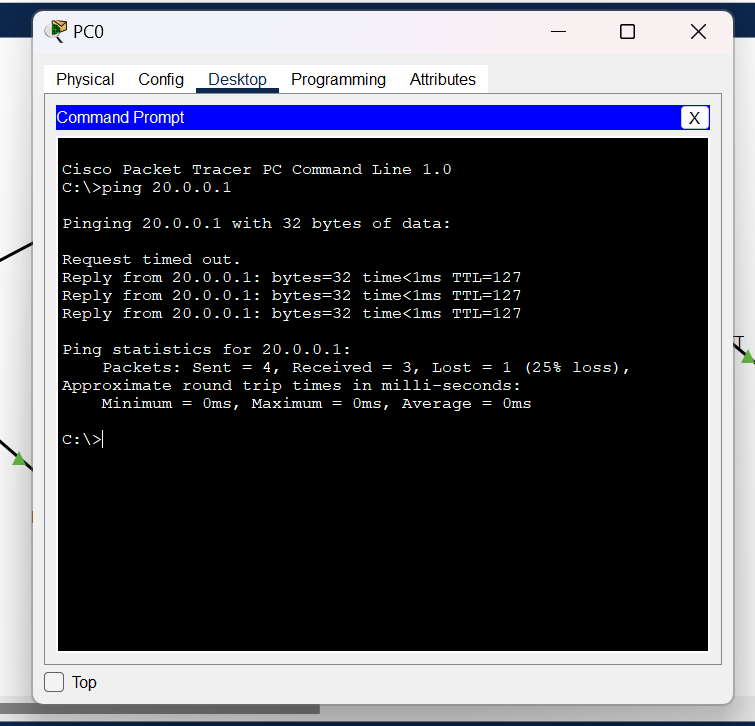 PC0
Physical Config Desktop Programming Attributes
Command Prompt
X
Cisco Packet Tracer PC Command Line 1.0
C:\>ping 20.0.0.1
Pinging 20.0.0.1 with 32 bytes of data:
Request timed out.
Reply from 20.0.0.1: bytes=32 time<1ms TTL=127
Reply from 20.0.0.1: bytes=32 time<1ms TTL=127
Reply from 20.0.0.1: bytes=32 time<1ms TTL=127
Ping statistics for 20.0.0.1:
    Packets: Sent = 4, Received = 3, Lost = 1 (25% loss),
Approximate round trip times in milli-seconds:
    Minimum = 0ms, Maximum = 0ms, Average = 0ms
C:\>
Top